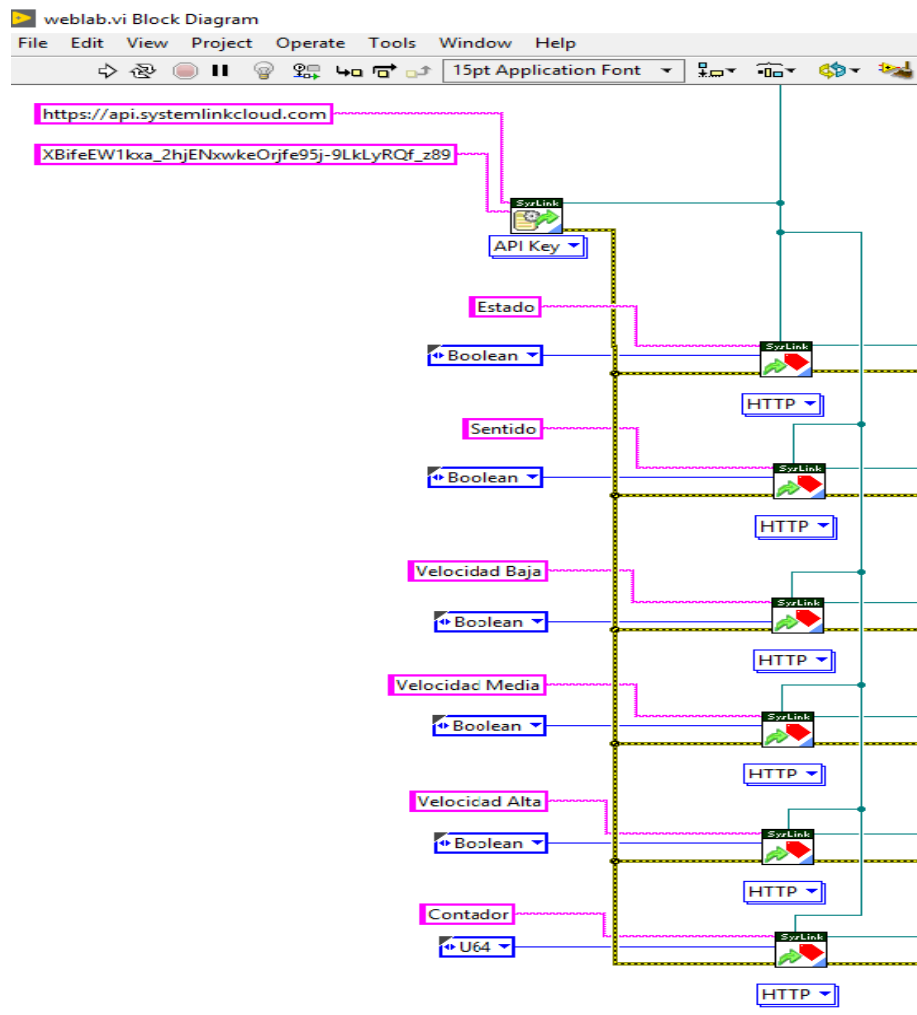 weblab.vi Block Diagram
File Edit View Project Operate Tools Window Help
15pt Application Font
https://api.systemlinkcloud.com
XBifeEW1kxa_2hjENxwkeOrjfe95j-9LkLyRQf_z89
SysLink
API Key
Estado
SysLink
Boolean
HTTP
Sentido
SysLink
Boolean
HTTP
Velocidad Baja
SysLink
Boolean
HTTP
Velocidad Media
SysLink
Boolean
HTTP
Velocidad Alta
SysLink
Boolean
HTTP
Contador
SysLink
U64
HTTP